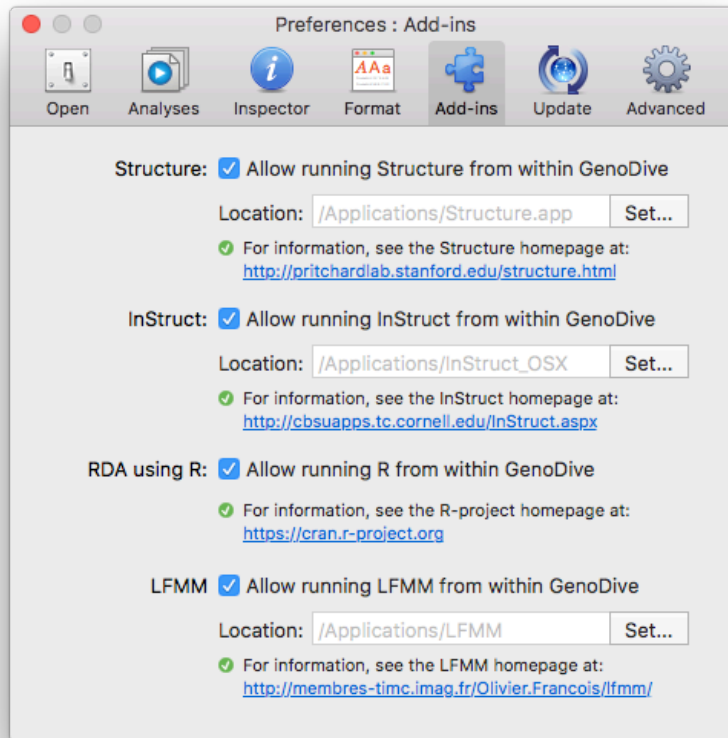 Preferences : Add-ins
AAa
Open Analyses Inspector Format Add-ins Update Advanced
Structure: Allow running Structure from within GenoDive
Location: /Applications/Structure.app Set...
For information, see the Structure homepage at:
http://pritchardlab.stanford.edu/structure.html
InStruct: Allow running InStruct from within GenoDive
Location: /Applications/InStruct_OSX Set...
For information, see the InStruct homepage at:
http://cbsuapps.tc.cornell.edu/InStruct.aspx
RDA using R: Allow running R from within GenoDive
For information, see the R-project homepage at:
https://cran.r-project.org
LFMM Allow running LFMM from within GenoDive
Location: /Applications/LFMM Set...
For information, see the LFMM homepage at:
http://membres-timc.imag.fr/Olivier.Francois/lfmm/